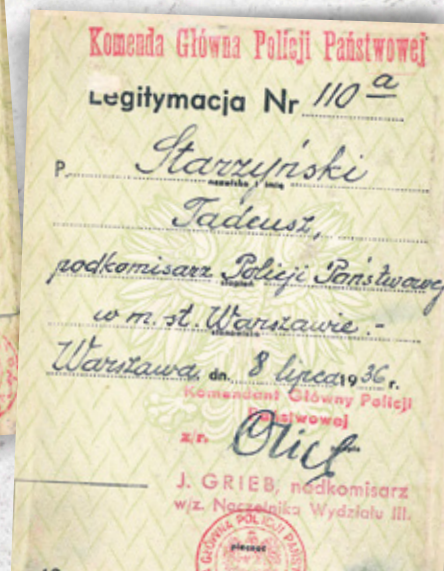 Komenda Główna Policji Państwowej
Legitymacja Nr 110 a
P. Starzyński
nazwisko i imię
Tadeusz,
podkomisarz Policji Państwowej
stopień
w m. st. Warszawie.-
Warszawa, dn. 8 lipca 1936 r.
Komendant Główny Policji
Państwowej
z/r.
J. GRIEB, nadkomisarz
w/z. Naczelnika Wydziału III.
pieczęć